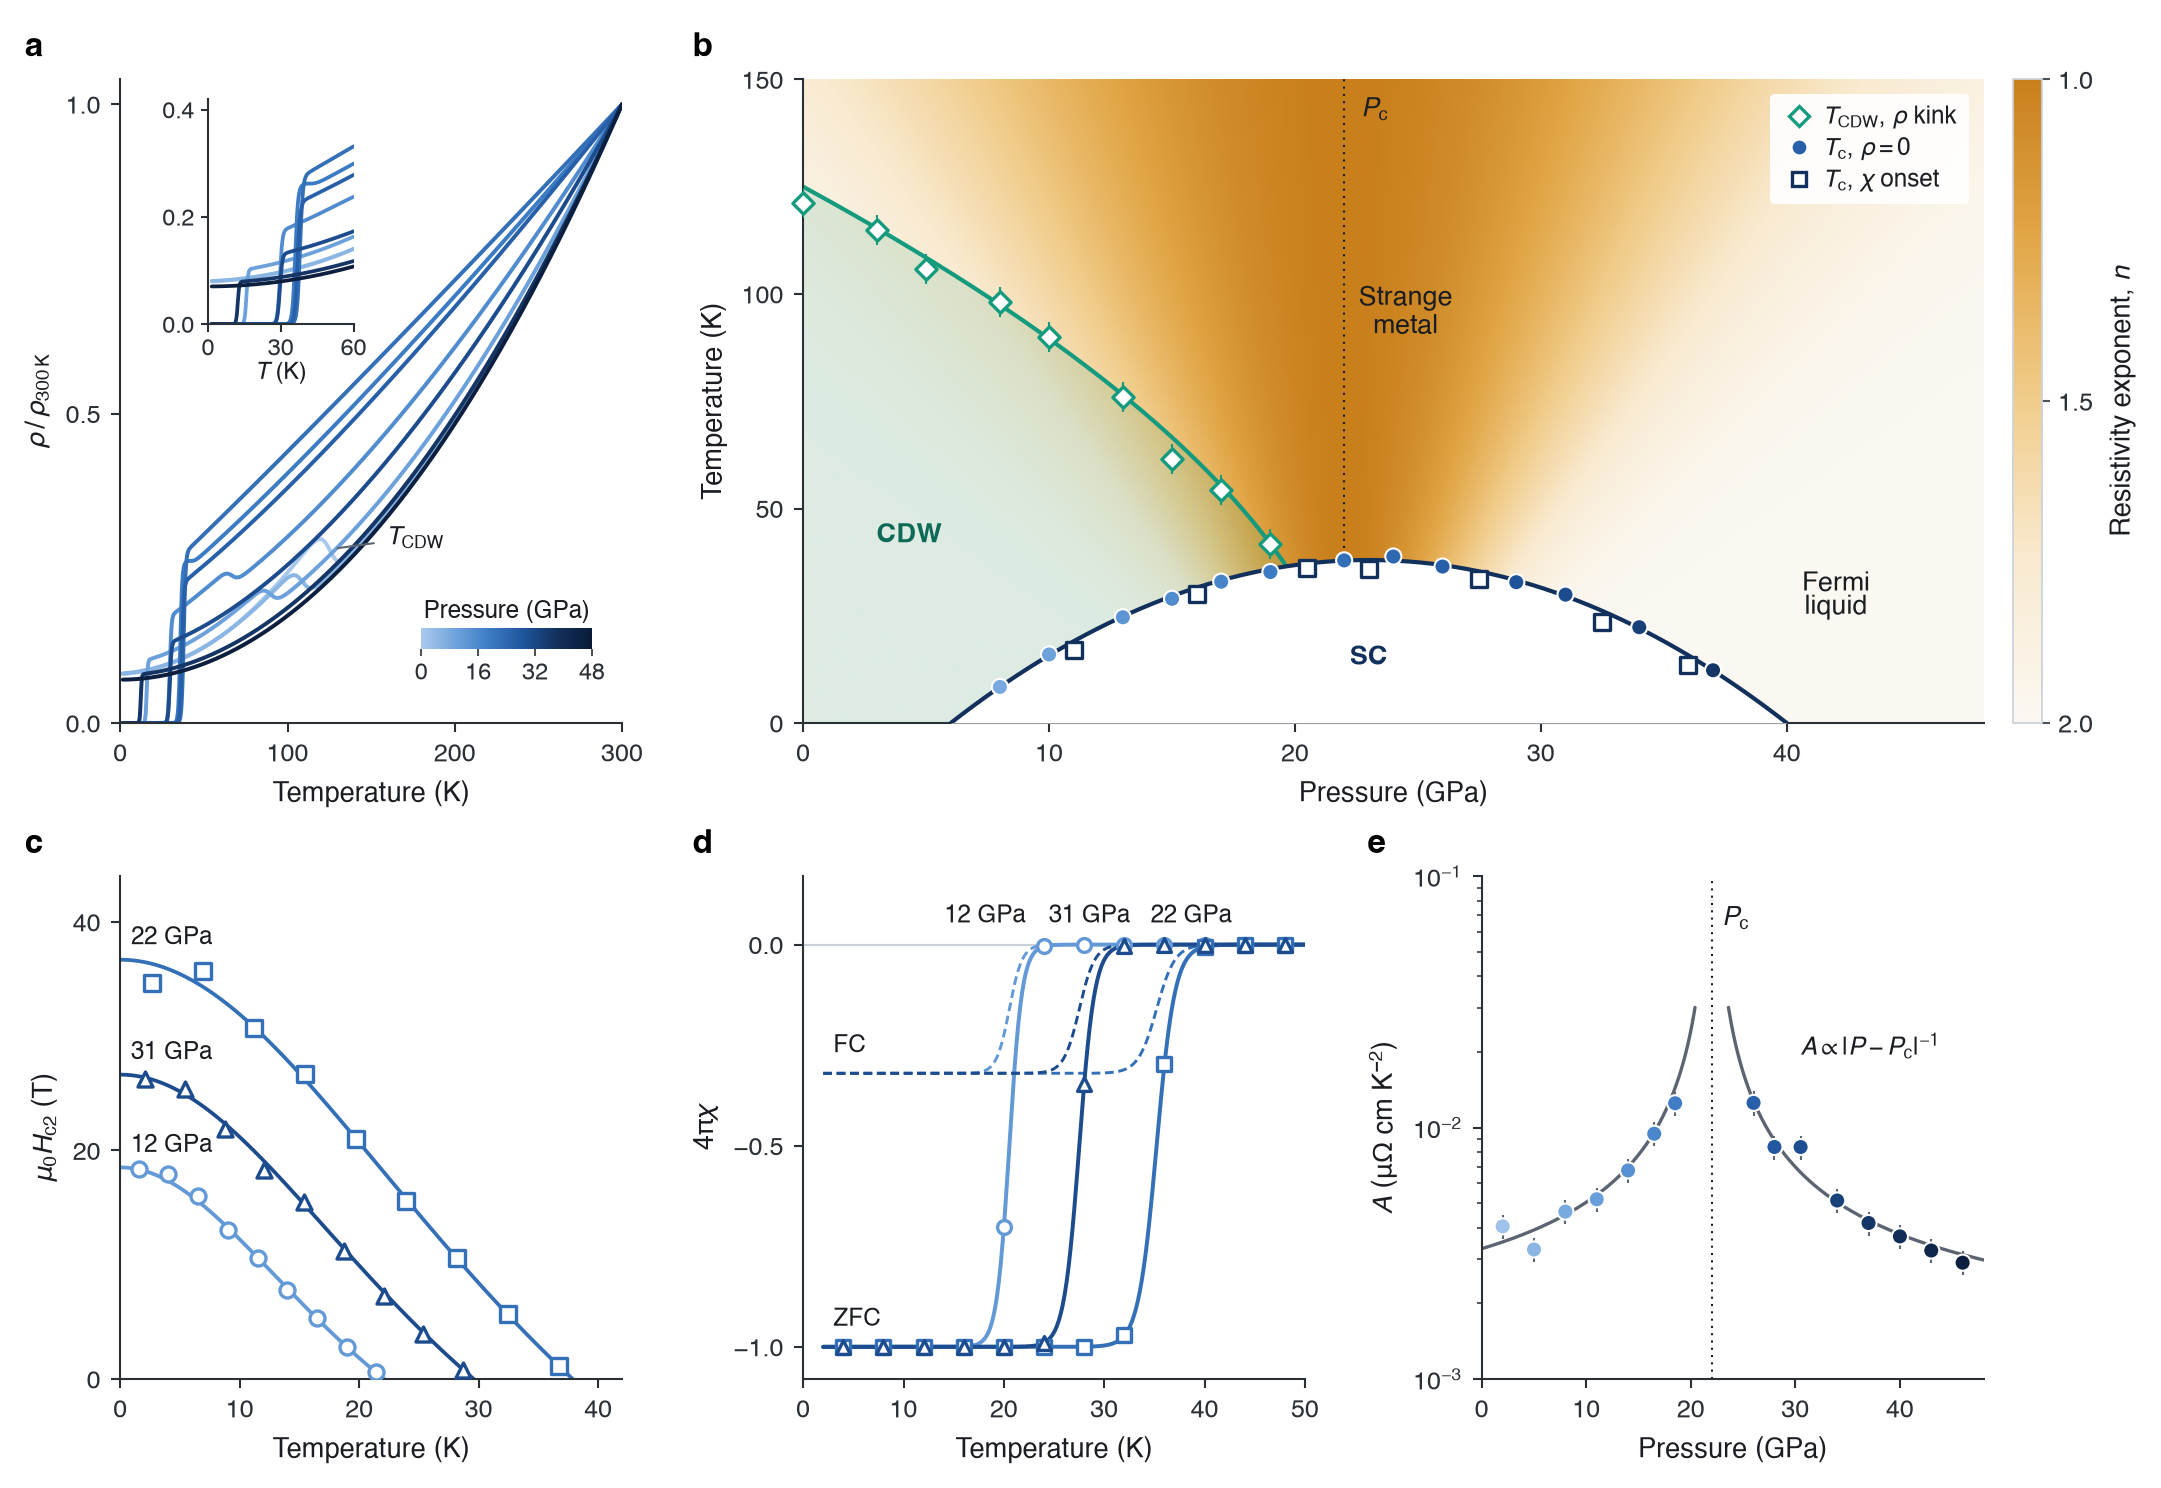 a
1.0
0.5
0.0
ρ / ρ300 K
0 100 200 300
Temperature (K)
0.4
0.2
0.0
0 30 60
T (K)
TCDW
Pressure (GPa)
0 16 32 48
b
150
100
50
0
Temperature (K)
0 10 20 30 40
Pressure (GPa)
Pc
Strange
metal
CDW
SC
Fermi
liquid
TCDW, ρ kink
Tc, ρ = 0
Tc, χ onset
1.0
1.5
2.0
Resistivity exponent, n
c
40
20
0
μ0Hc2 (T)
22 GPa
31 GPa
12 GPa
0 10 20 30 40
Temperature (K)
d
12 GPa 31 GPa 22 GPa
0.0
−0.5
−1.0
4πχ
FC
ZFC
0 10 20 30 40 50
Temperature (K)
e
10−1
10−2
10−3
A (μΩ cm K−2)
Pc
A ∝ |P − Pc|−1
0 10 20 30 40
Pressure (GPa)